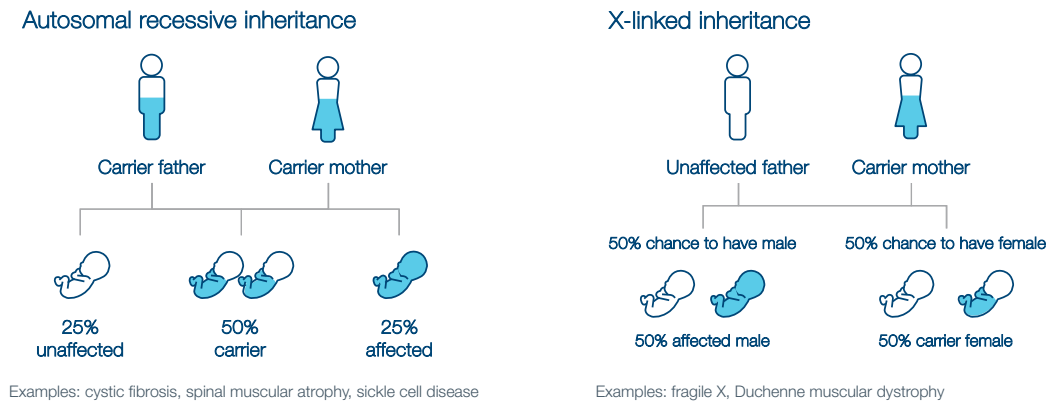 Autosomal recessive inheritance
Carrier father
Carrier mother
25%
unaffected
50%
carrier
25%
affected
Examples: cystic fibrosis, spinal muscular atrophy, sickle cell disease
X-linked inheritance
Unaffected father
Carrier mother
50% chance to have male
50% chance to have female
50% affected male
50% carrier female
Examples: fragile X, Duchenne muscular dystrophy